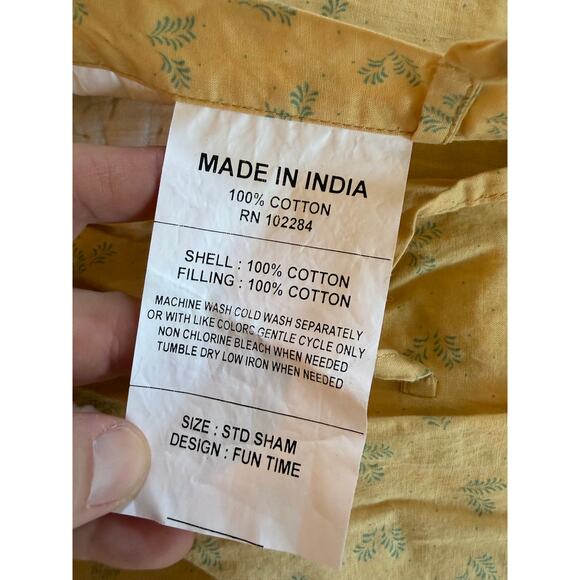 MADE IN INDIA
100% COTTON
RN 102284
SHELL : 100% COTTON
FILLING : 100% COTTON
MACHINE WASH COLD WASH SEPARATELY
OR WITH LIKE COLORS GENTLE CYCLE ONLY
NON CHLORINE BLEACH WHEN NEEDED
TUMBLE DRY LOW IRON WHEN NEEDED
SIZE : STD SHAM
DESIGN : FUN TIME